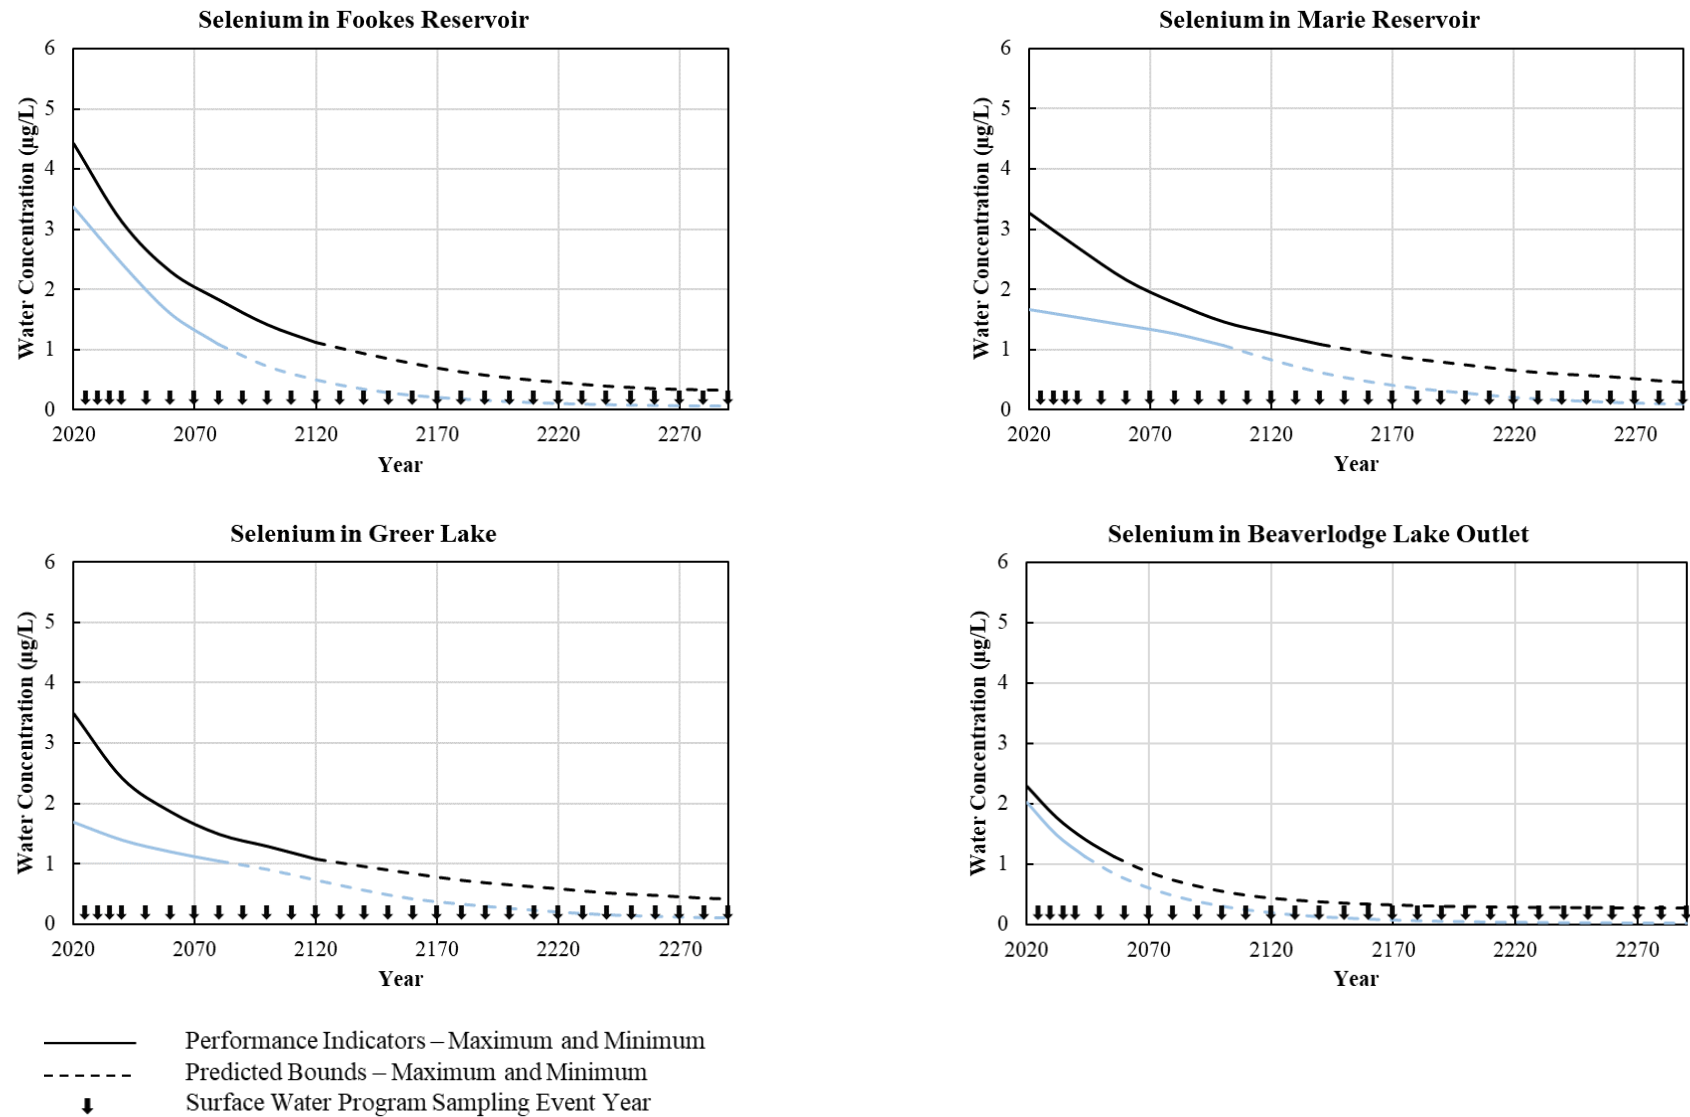 Selenium in Fookes Reservoir
Water Concentration (µg/L)
6
5
4
3
2
1
0
2020 2070 2120 2170 2220 2270
Year
Selenium in Marie Reservoir
Water Concentration (µg/L)
6
5
4
3
2
1
0
2020 2070 2120 2170 2220 2270
Year
Selenium in Greer Lake
Water Concentration (µg/L)
6
5
4
3
2
1
0
2020 2070 2120 2170 2220 2270
Year
Selenium in Beaverlodge Lake Outlet
Water Concentration (µg/L)
6
5
4
3
2
1
0
2020 2070 2120 2170 2220 2270
Year
Performance Indicators – Maximum and Minimum
Predicted Bounds – Maximum and Minimum
Surface Water Program Sampling Event Year